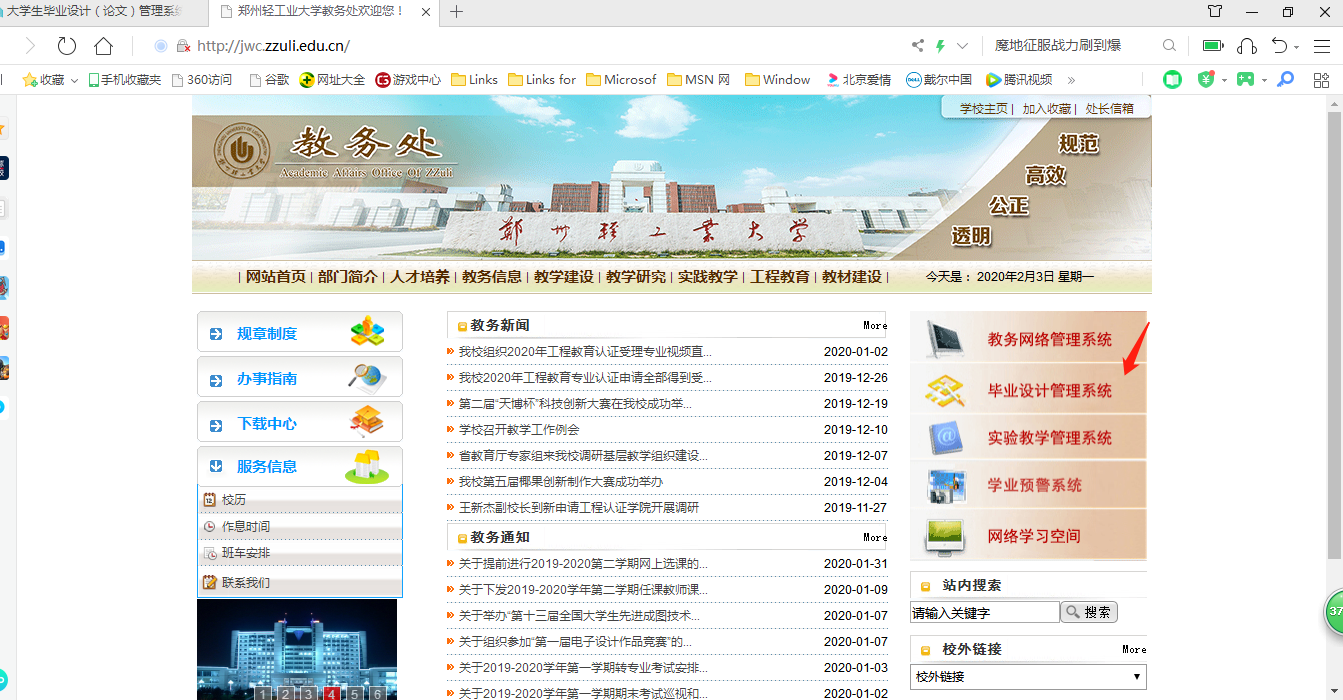 大学生毕业设计（论文）管理系统
郑州轻工业大学教务处欢迎您！
http://jwc.zzuli.edu.cn/
魔地征服战力刷到爆
收藏 手机收藏夹 360访问 谷歌 网址大全 游戏中心 Links Links for Microsof MSN 网 Window 北京爱情 戴尔中国 腾讯视频 »
学校主页| 加入收藏| 处长信箱
教务处
Academic Affairs Office Of ZZuli
规范
高效
公正
透明
郑州轻工业大学
| 网站首页 | 部门简介 | 人才培养 | 教务信息 | 教学建设 | 教学研究 | 实践教学 | 工程教育 | 教材建设 |
今天是： 2020年2月3日 星期一
规章制度
办事指南
下载中心
服务信息
校历
作息时间
班车安排
联系我们
1 2 3 4 5 6
教务新闻 More
我校组织2020年工程教育认证受理专业视频直... 2020-01-02
我校2020年工程教育专业认证申请全部得到受... 2019-12-26
第二届“天博杯”科技创新大赛在我校成功举... 2019-12-19
学校召开教学工作例会 2019-12-10
省教育厅专家组来我校调研基层教学组织建设... 2019-12-07
我校第五届椰果创新制作大赛成功举办 2019-12-04
王新杰副校长到新申请工程认证学院开展调研 2019-11-27
教务通知 More
关于提前进行2019-2020第二学期网上选课的... 2020-01-31
关于下发2019-2020学年第二学期任课教师课... 2020-01-09
关于举办“第十三届全国大学生先进成图技术... 2020-01-07
关于组织参加“第一届电子设计作品竞赛”的... 2020-01-07
关于2019-2020学年第一学期转专业考试安排... 2020-01-03
关于2019-2020学年第一学期期末考试巡视和... 2020-01-02
教务网络管理系统
毕业设计管理系统
实验教学管理系统
学业预警系统
网络学习空间
站内搜索
请输入关键字 搜索
校外链接 More
校外链接
37